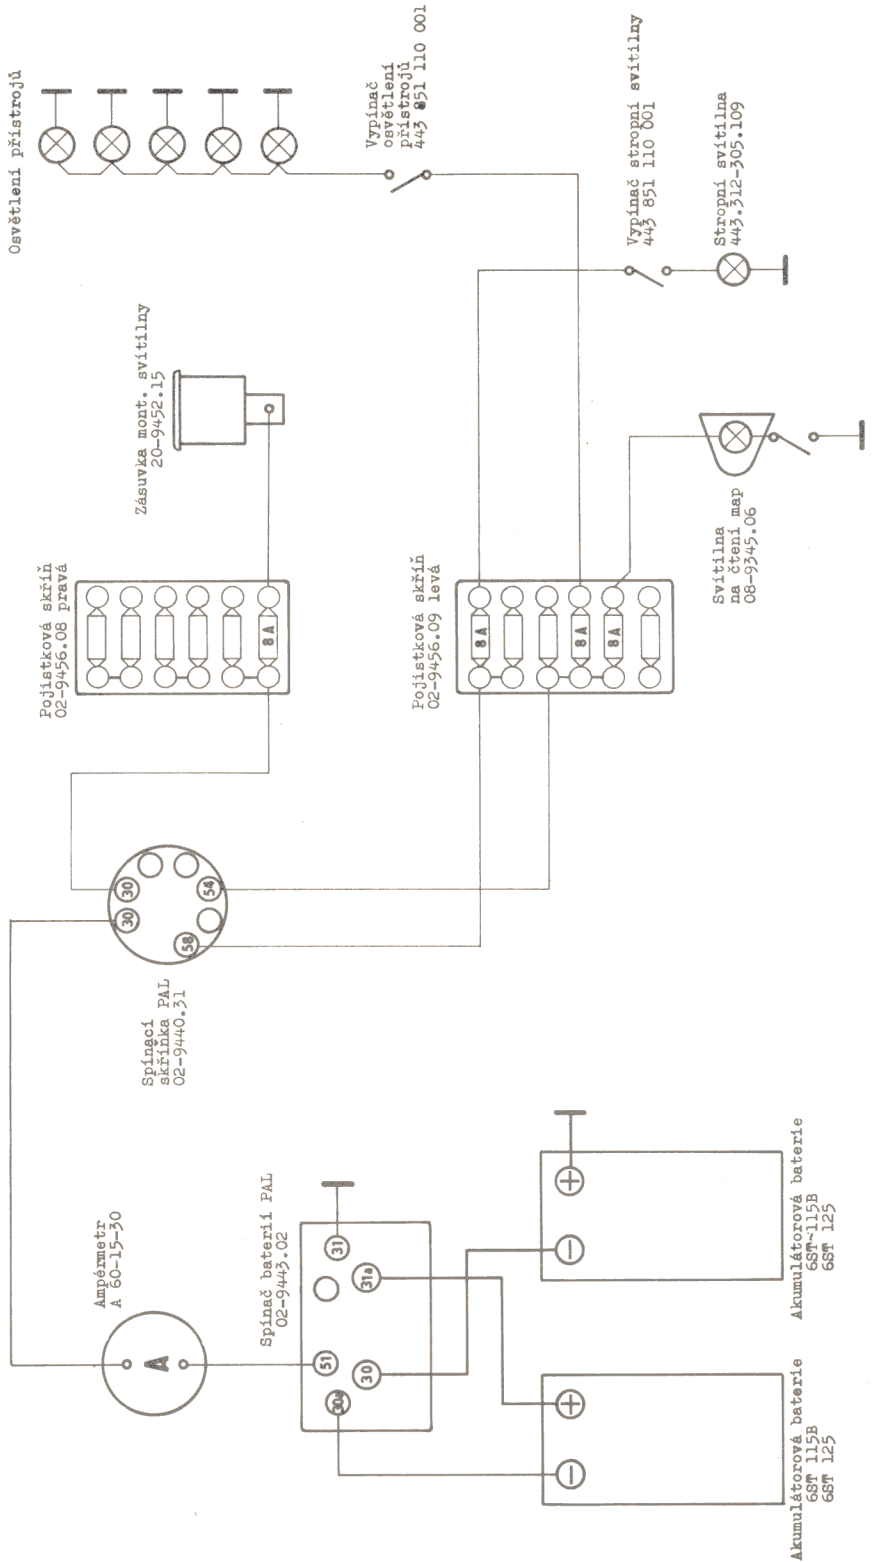 Osvětlení přístrojů
Vypínač
osvětlení
přístrojů
443 851 110 001
Zásuvka mont. svítilny
20-9452.15
Vypínač stropní svítilny
443 851 110 001
Stropní svítilna
443.312-305.109
Pojistková skříň
02-9456.08 pravá
8 A
Pojistková skříň
02-9456.09 levá
8 A
8 A
8 A
Svítilna
na čtení map
08-9345.06
30
30
54
58
Spínací
skříňka PAL
02-9440.31
Ampérmetr
A 60-15-30
A
Spínač baterií PAL
02-9443.02
31
31a
51
30
30a
+
−
Akumulátorová baterie
6ST-115B
6ST 125
+
−
Akumulátorová baterie
6ST 115B
6ST 125